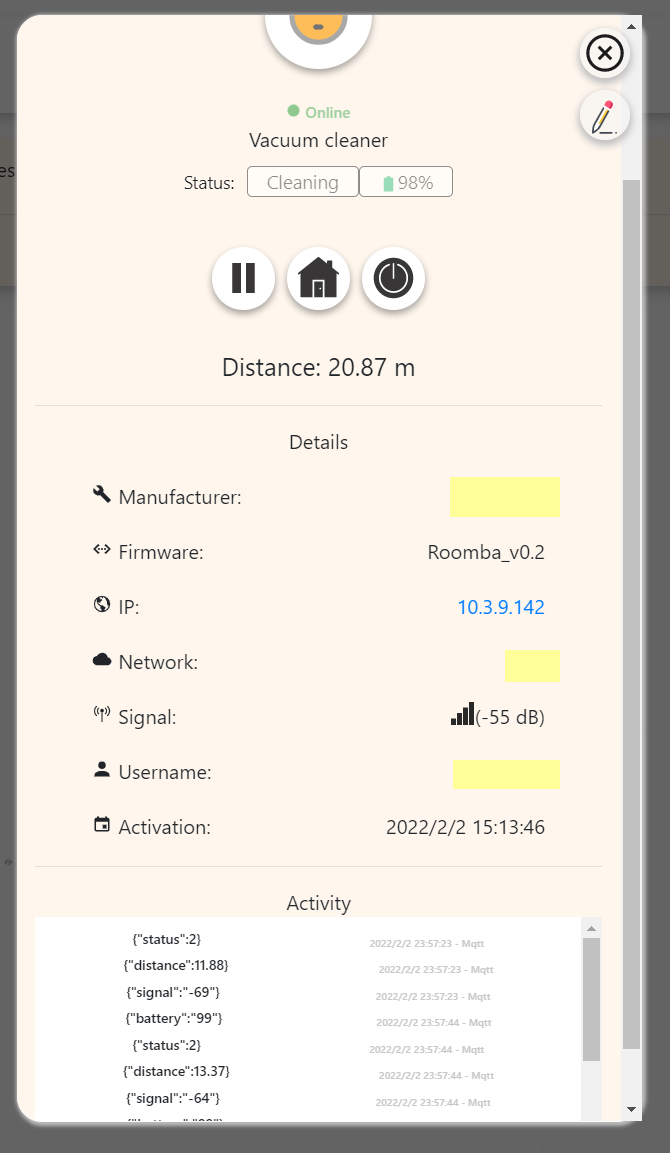 Online
Vacuum cleaner
Status: Cleaning 98%
es
Distance: 20.87 m
Details
Manufacturer:
Firmware: Roomba_v0.2
IP: 10.3.9.142
Network:
Signal: (-55 dB)
Username:
Activation: 2022/2/2 15:13:46
Activity
{"status":2} 2022/2/2 23:57:23 - Mqtt
{"distance":11.88} 2022/2/2 23:57:23 - Mqtt
{"signal":"-69"} 2022/2/2 23:57:23 - Mqtt
{"battery":"99"} 2022/2/2 23:57:44 - Mqtt
{"status":2} 2022/2/2 23:57:44 - Mqtt
{"distance":13.37} 2022/2/2 23:57:44 - Mqtt
{"signal":"-64"} 2022/2/2 23:57:44 - Mqtt